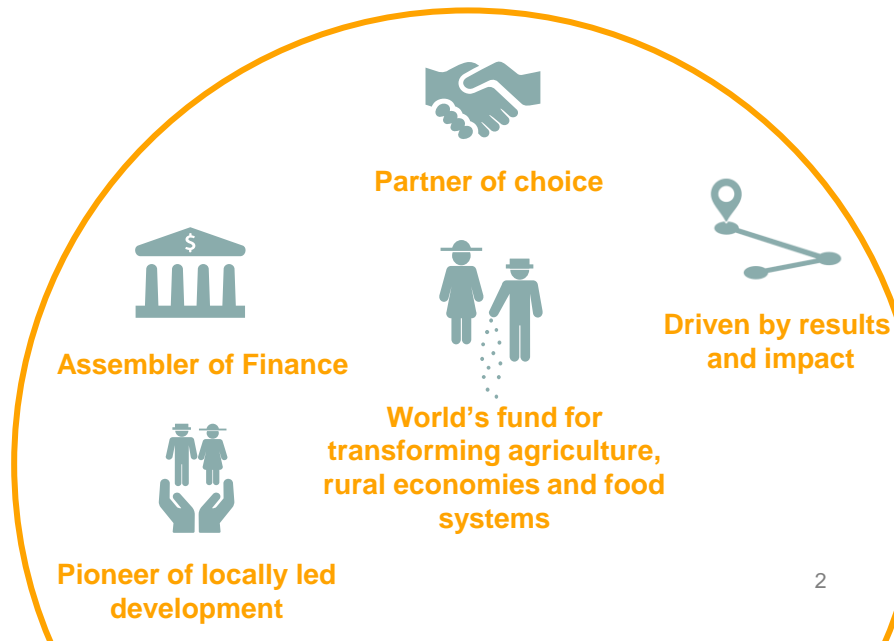 $
Partner of choice
Assembler of Finance
Driven by results
and impact
World’s fund for
transforming agriculture,
rural economies and food
systems
Pioneer of locally led
development
2